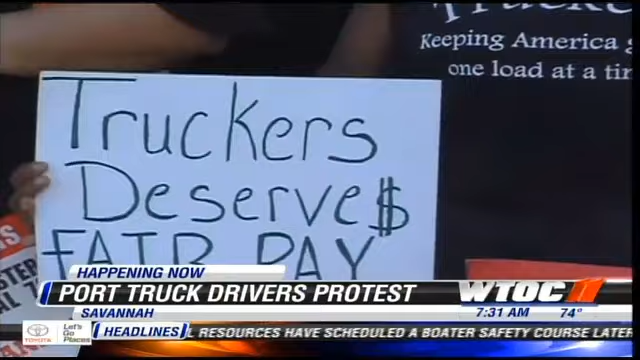 Keeping America
one load at a
Truckers
Deserve$
FAIR PAY
HAPPENING NOW
PORT TRUCK DRIVERS PROTEST
WTOC 11
SAVANNAH
7:31 AM 74°
TOYOTA
Let's
Go
Places
HEADLINES
RESOURCES HAVE SCHEDULED A BOATER SAFETY COURSE LATER